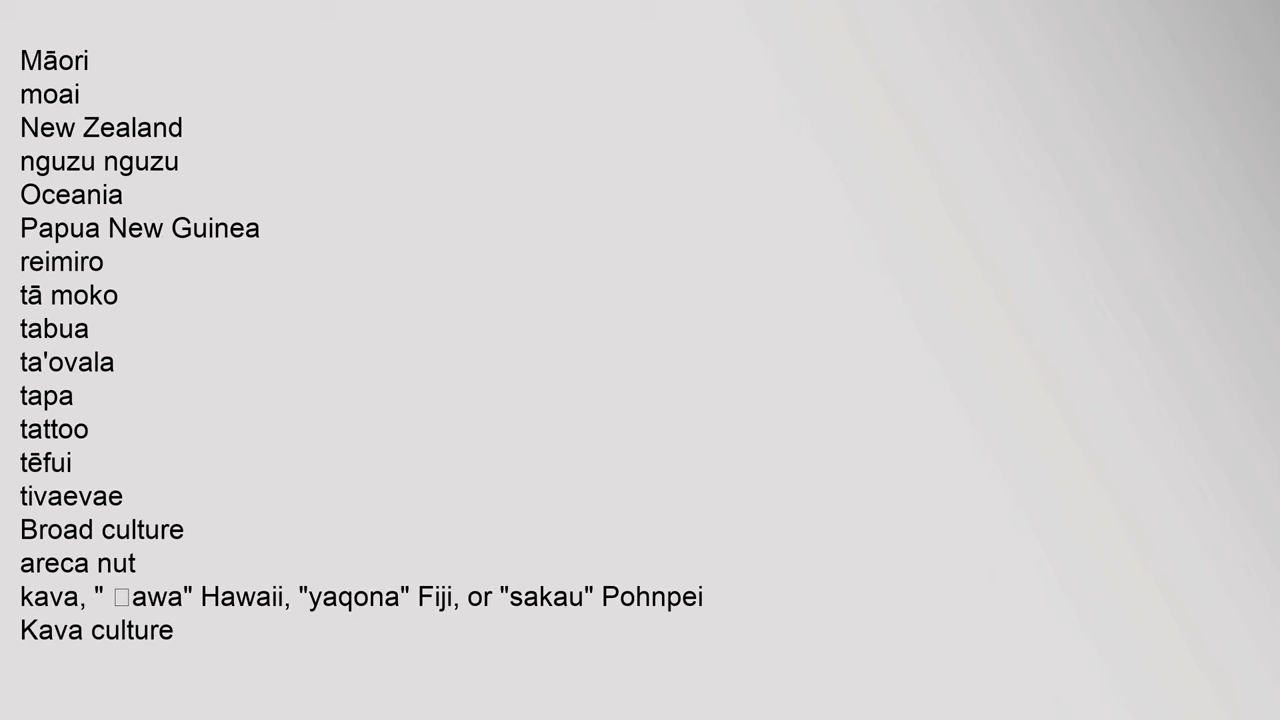 Māori
moai
New Zealand
nguzu nguzu
Oceania
Papua New Guinea
reimiro
tā moko
tabua
ta'ovala
tapa
tattoo
tēfui
tivaevae
Broad culture
areca nut
kava, " □awa" Hawaii, "yaqona" Fiji, or "sakau" Pohnpei
Kava culture